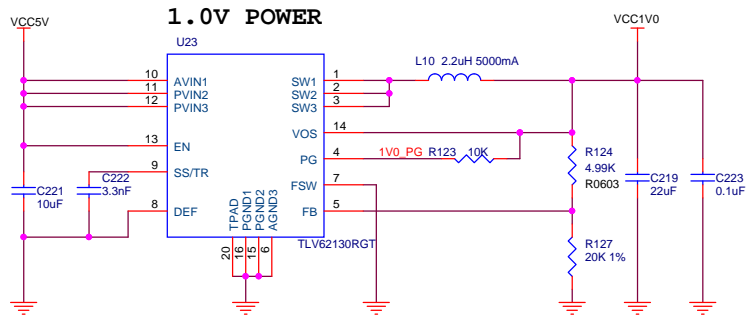 1.0V POWER
VCC5V
VCC1V0
U23
L10 2.2uH 5000mA
10 AVIN1 SW1 1
11 PVIN2 SW2 2
12 PVIN3 SW3 3
VOS 14
13 EN
PG 4 1V0_PG R123 10K
9 SS/TR
FSW 7
8 DEF
FB 5
TPAD PGND1 PGND2 AGND3
20 16 15 6
TLV62130RGT
C221
10uF
C222
3.3nF
R124
4.99K
R0603
C219
22uF
C223
0.1uF
R127
20K 1%